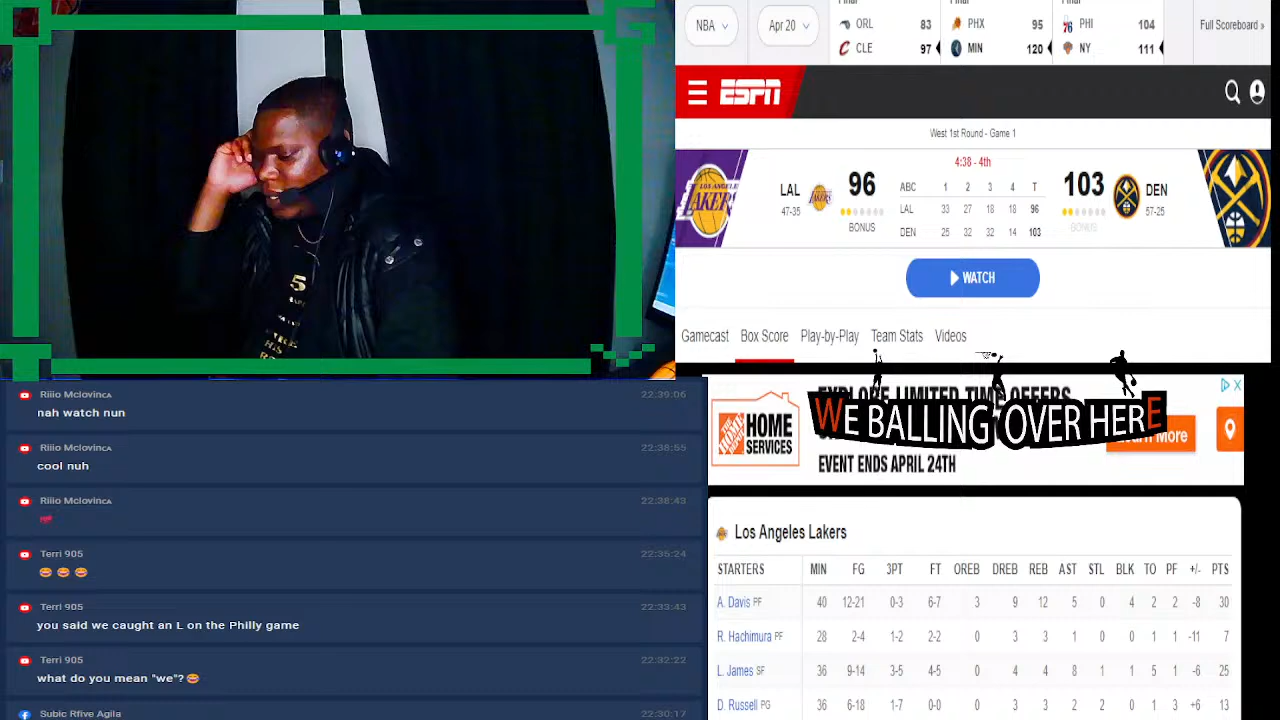 NBA
Apr 20
ORL 83
CLE 97
PHX 95
MIN 120
PHI 104
NY 111
Full Scoreboard »
ESPN
West 1st Round - Game 1
4:38 - 4th
LAL
47-35
96
BONUS
ABC 1 2 3 4 T
LAL 33 27 18 18 96
DEN 25 32 32 14 103
103
BONUS
DEN
57-25
WATCH
Gamecast Box Score Play-by-Play Team Stats Videos
EXPLORE LIMITED-TIME OFFERS
WE BALLING OVER HERE
THE HOME DEPOT
HOME
SERVICES
Learn More
EVENT ENDS APRIL 24TH
Los Angeles Lakers
STARTERS MIN FG 3PT FT OREB DREB REB AST STL BLK TO PF +/- PTS
A. Davis PF 40 12-21 0-3 6-7 3 9 12 5 0 4 2 2 -8 30
R. Hachimura PF 28 2-4 1-2 2-2 0 3 3 1 0 0 1 1 -11 7
L. James SF 36 9-14 3-5 4-5 0 4 4 8 1 1 5 1 -6 25
D. Russell PG 36 6-18 1-7 0-0 0 3 3 2 2 0 1 3 +6 13
Riiio Mclovinca 22:39:06
nah watch nun
Riiio Mclovinca 22:38:55
cool nuh
Riiio Mclovinca 22:38:43
Terri 905 22:35:24
Terri 905 22:33:43
you said we caught an L on the Philly game
Terri 905 22:32:22
what do you mean "we"?
Subic Rfive Agila 22:30:17